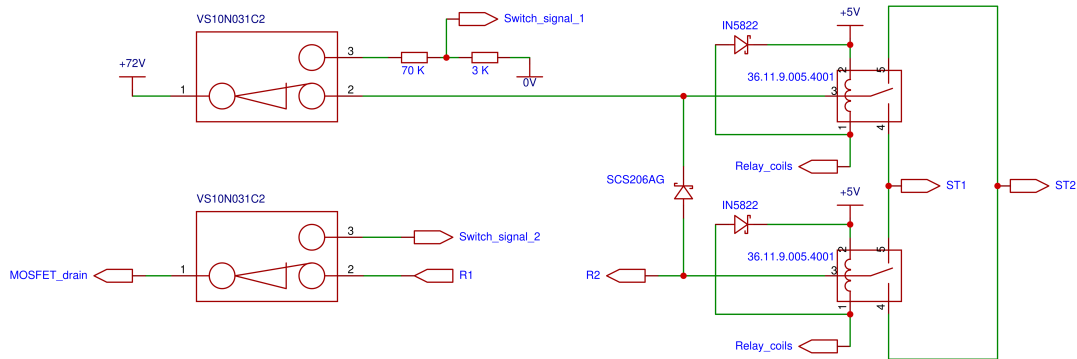 VS10N031C2
Switch_signal_1
+5V
IN5822
3
70 K
3 K
0V
+72V
1
2
36.11.9.005.4001
2
5
3
1
4
Relay_coils
SCS206AG
ST1
ST2
VS10N031C2
+5V
IN5822
3
Switch_signal_2
36.11.9.005.4001
2
5
MOSFET_drain
1
2
R1
R2
3
1
4
Relay_coils